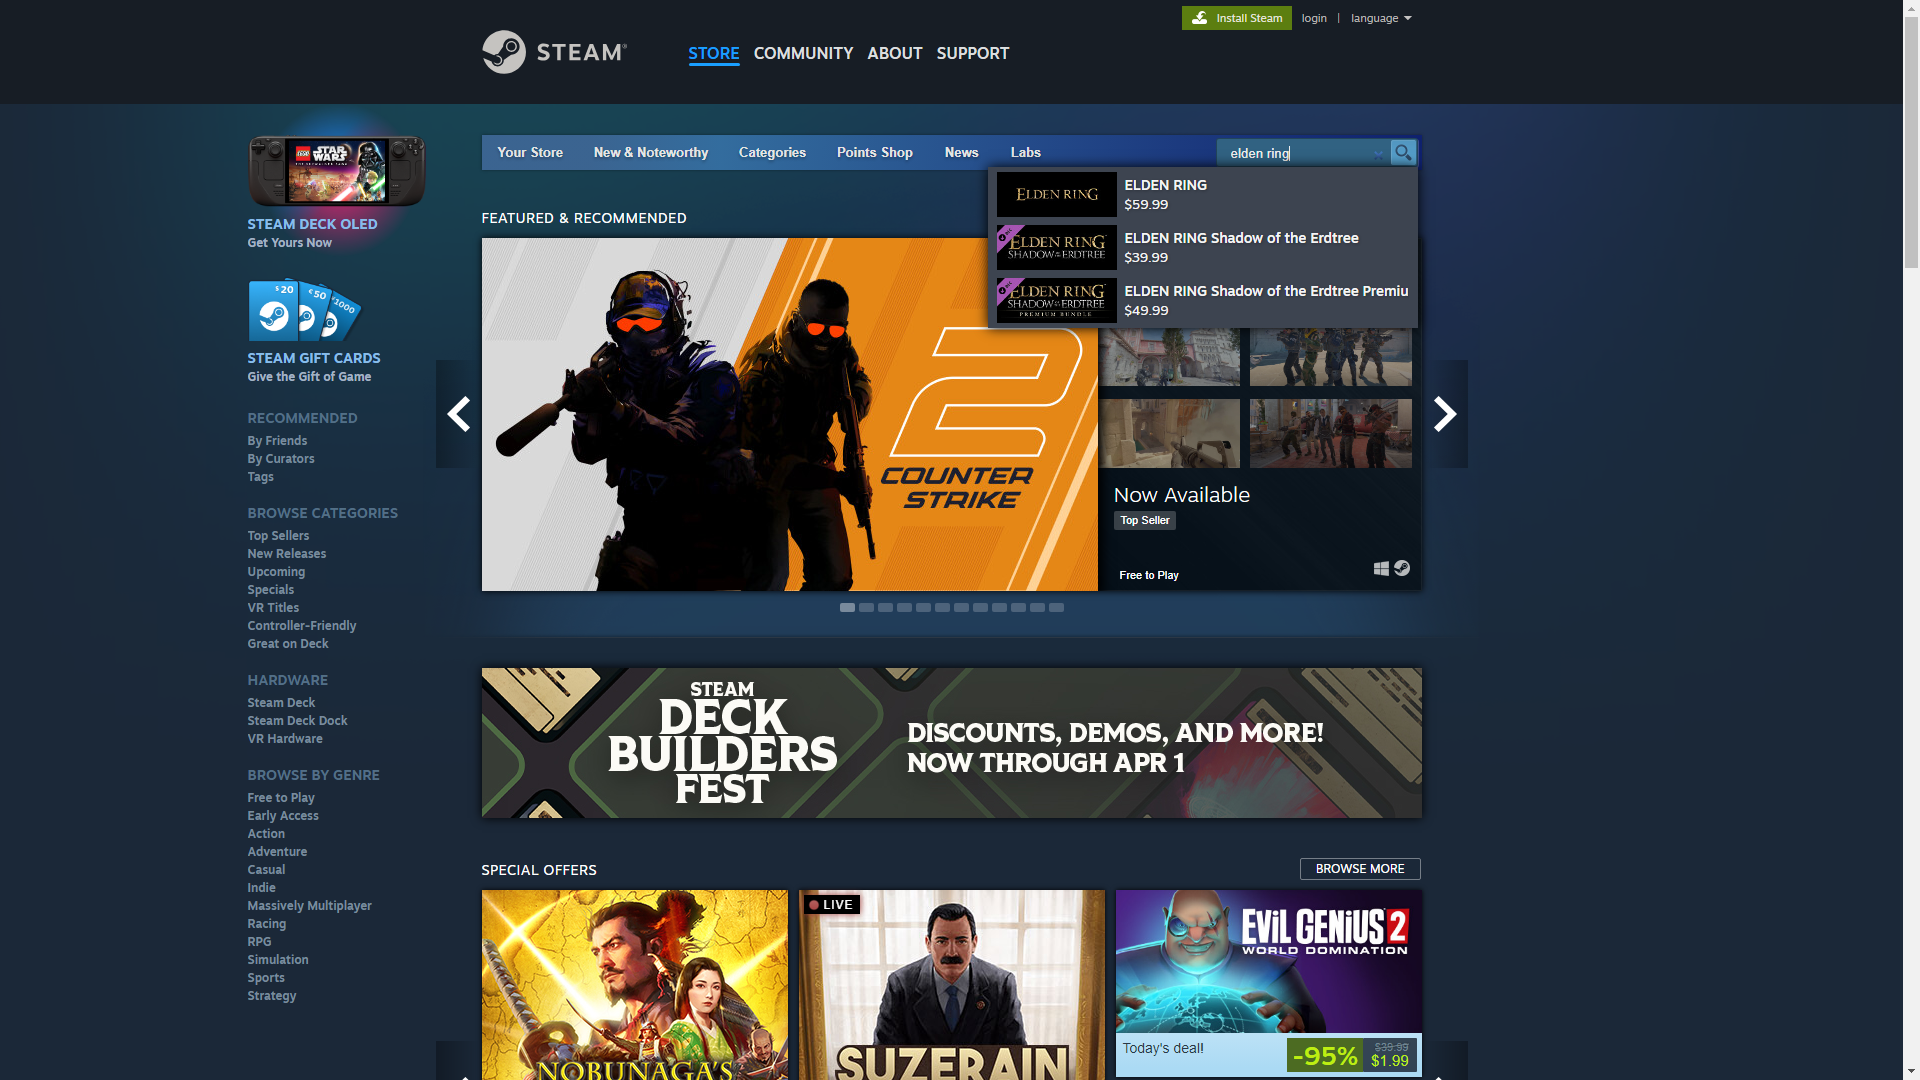 Install Steam
login | language
STEAM®
STORE COMMUNITY ABOUT SUPPORT
STAR WARS
STEAM DECK OLED
Get Yours Now
$20 €50 1000
STEAM GIFT CARDS
Give the Gift of Game
RECOMMENDED
By Friends
By Curators
Tags
BROWSE CATEGORIES
Top Sellers
New Releases
Upcoming
Specials
VR Titles
Controller-Friendly
Great on Deck
HARDWARE
Steam Deck
Steam Deck Dock
VR Hardware
BROWSE BY GENRE
Free to Play
Early Access
Action
Adventure
Casual
Indie
Massively Multiplayer
Racing
RPG
Simulation
Sports
Strategy
Your Store New & Noteworthy Categories Points Shop News Labs
elden ring
ELDEN RING
ELDEN RING
$59.99
ELDEN RING
SHADOW OF THE ERDTREE
ELDEN RING Shadow of the Erdtree
$39.99
ELDEN RING
SHADOW OF THE ERDTREE
PREMIUM BUNDLE
ELDEN RING Shadow of the Erdtree Premiu
$49.99
FEATURED & RECOMMENDED
2
COUNTER
STRIKE
Now Available
Top Seller
Free to Play
STEAM
DECK
BUILDERS
FEST
DISCOUNTS, DEMOS, AND MORE!
NOW THROUGH APR 1
SPECIAL OFFERS
BROWSE MORE
NOBUNAGA'S
LIVE
SUZERAIN
EVIL GENIUS 2
WORLD DOMINATION
Today's deal!
-95%
$39.99
$1.99